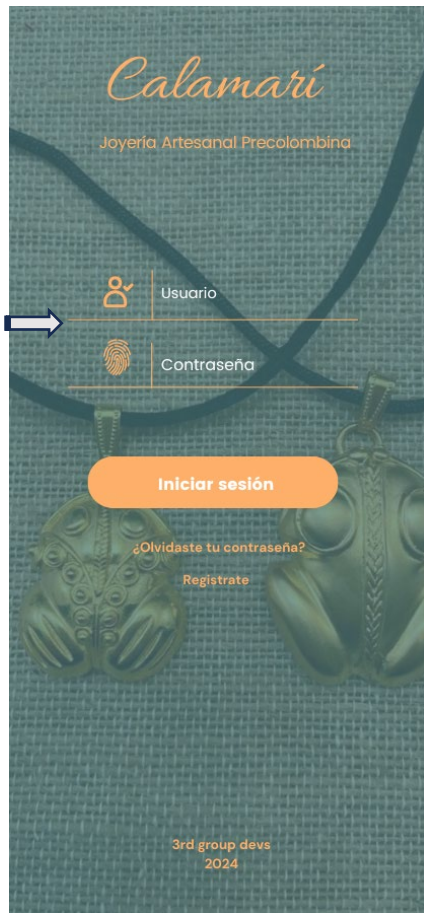 Calamarí
Joyería Artesanal Precolombina
Usuario
Contraseña
Iniciar sesión
¿Olvidaste tu contraseña?
Registrate
3rd group devs
2024